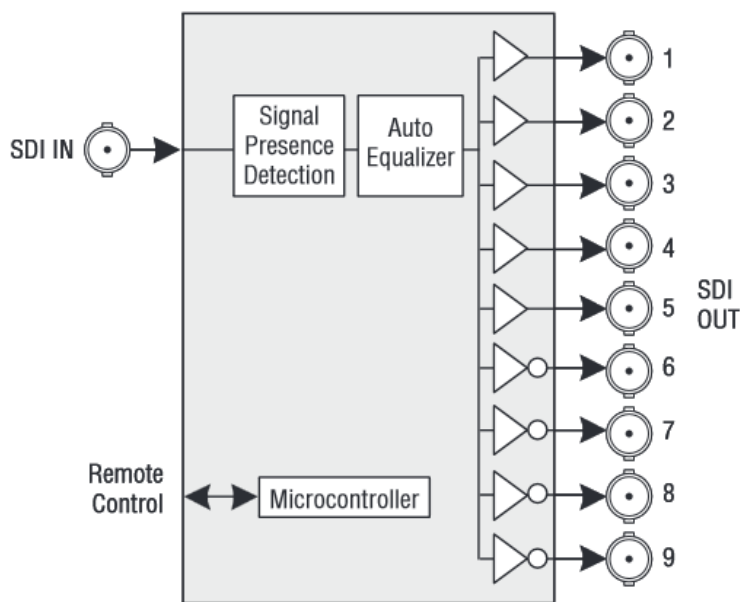 SDI IN
Signal
Presence
Detection
Auto
Equalizer
1
2
3
4
5
6
7
8
9
SDI
OUT
Remote
Control
Microcontroller